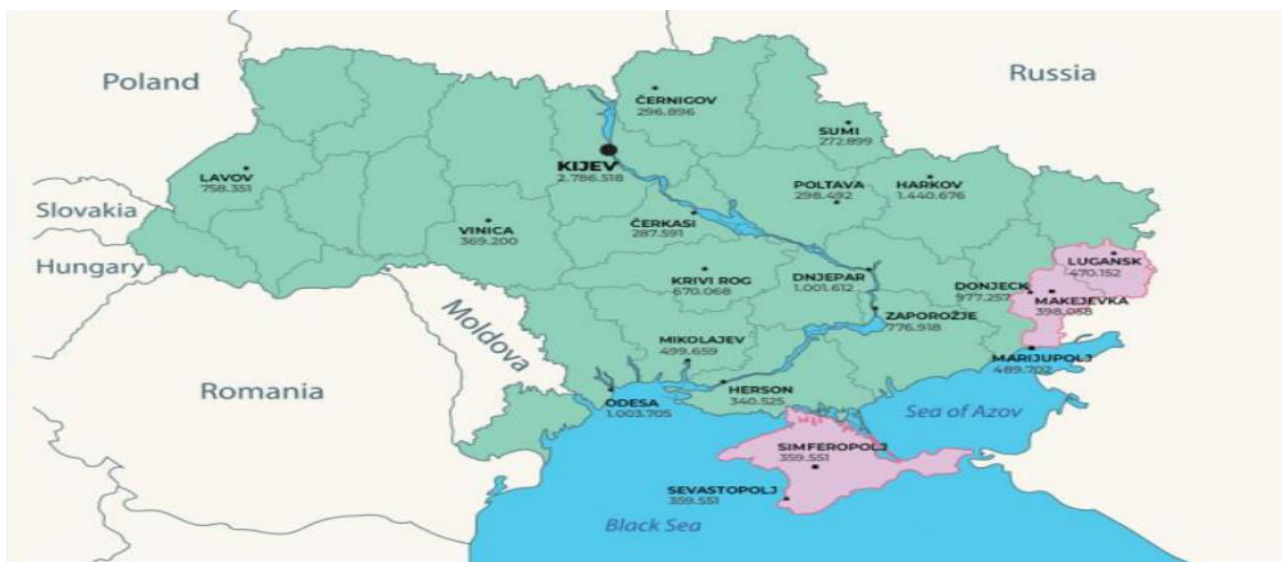 Poland
Russia
ČERNIGOV
296.896
SUMI
272.899
KIJEV
2.786.518
LAVOV
758.351
POLTAVA
298.492
HARKOV
1.440.676
Slovakia
ČERKASI
287.591
VINICA
369.200
Hungary
LUGANSK
470.152
KRIVI ROG
670.068
DNJEPAR
1.001.612
DONJECK
977.257
MAKEJEVKA
398.058
ZAPOROŽJE
776.918
Moldova
MIKOLAJEV
499.659
MARIJUPOLJ
489.702
Romania
HERSON
340.525
ODESA
1.003.705
Sea of Azov
SIMFEROPOLJ
359.551
SEVASTOPOLJ
359.551
Black Sea